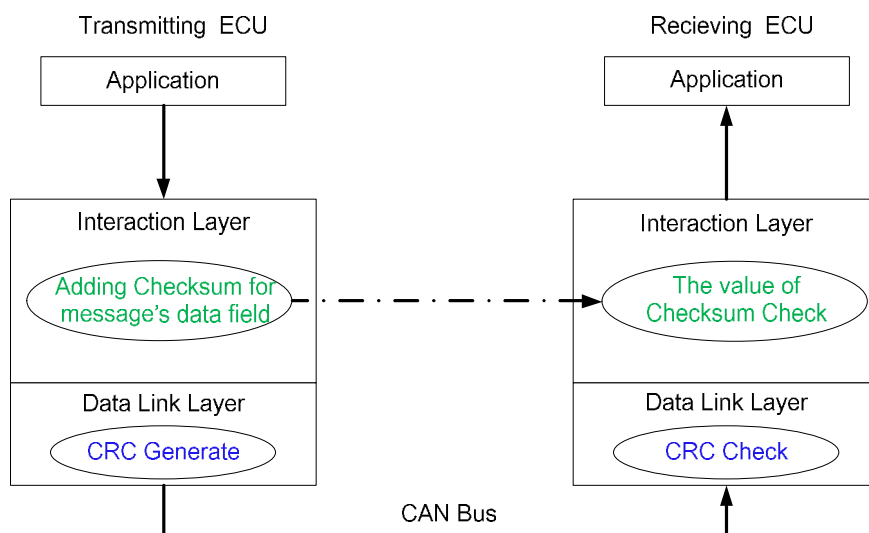 Transmitting ECU
Application
Interaction Layer
Adding Checksum for
message's data field
Data Link Layer
CRC Generate
CAN Bus
Recieving ECU
Application
Interaction Layer
The value of
Checksum Check
Data Link Layer
CRC Check